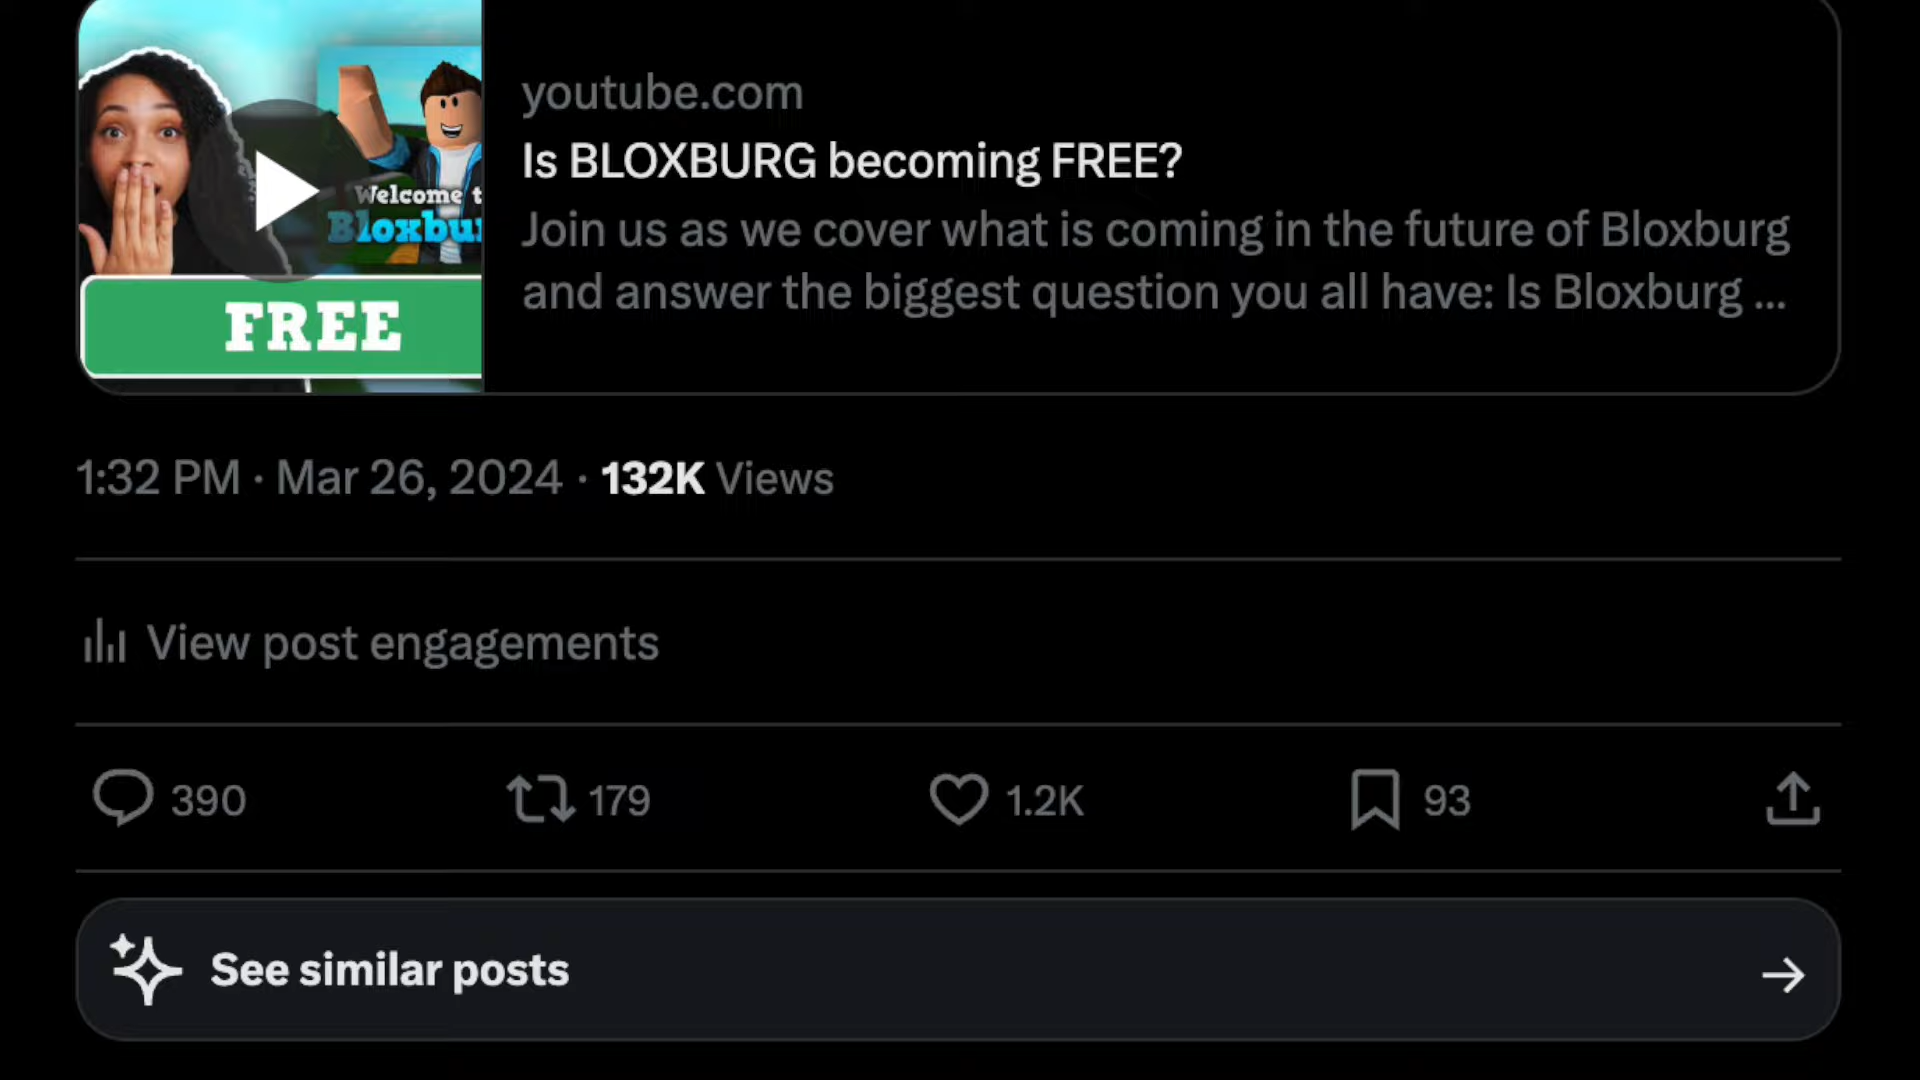 youtube.com
Is BLOXBURG becoming FREE?
Join us as we cover what is coming in the future of Bloxburg
and answer the biggest question you all have: Is Bloxburg ...
Welcome t
Bloxbu
FREE
1:32 PM · Mar 26, 2024 · 132K Views
View post engagements
390 179 1.2K 93
See similar posts